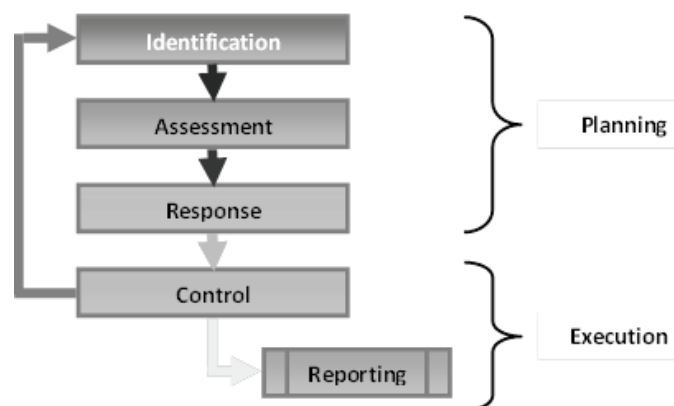 Identification
Assessment
Planning
Response
Control
Execution
Reporting